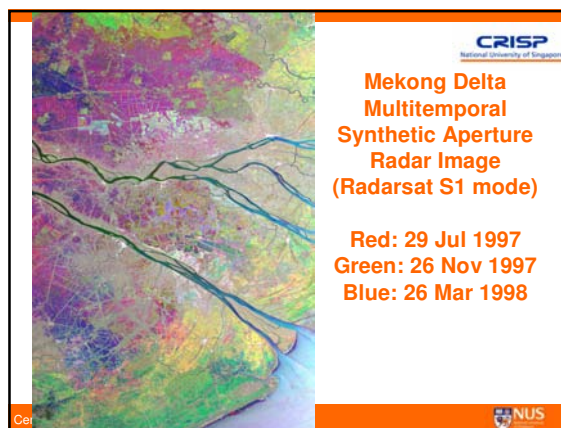 CRISP
National University of Singapore
Mekong Delta
Multitemporal
Synthetic Aperture
Radar Image
(Radarsat S1 mode)
Red: 29 Jul 1997
Green: 26 Nov 1997
Blue: 26 Mar 1998
NUS